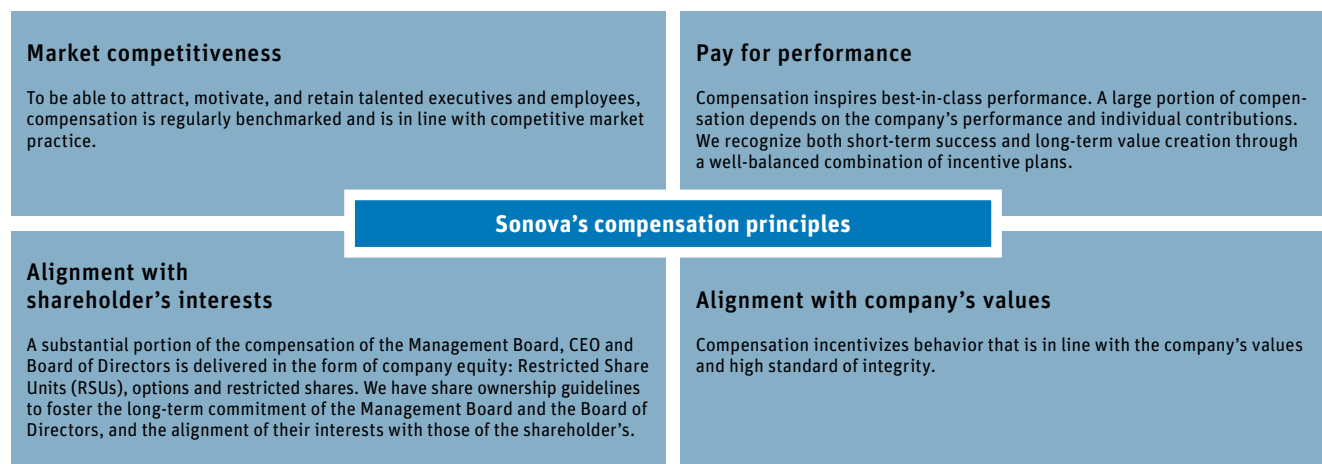 Market competitiveness
To be able to attract, motivate, and retain talented executives and employees,
compensation is regularly benchmarked and is in line with competitive market
practice.
Pay for performance
Compensation inspires best-in-class performance. A large portion of compen-
sation depends on the company’s performance and individual contributions.
We recognize both short-term success and long-term value creation through
a well-balanced combination of incentive plans.
Sonova’s compensation principles
Alignment with
shareholder’s interests
A substantial portion of the compensation of the Management Board, CEO and
Board of Directors is delivered in the form of company equity: Restricted Share
Units (RSUs), options and restricted shares. We have share ownership guidelines
to foster the long-term commitment of the Management Board and the Board of
Directors, and the alignment of their interests with those of the shareholder’s.
Alignment with company’s values
Compensation incentivizes behavior that is in line with the company’s values
and high standard of integrity.